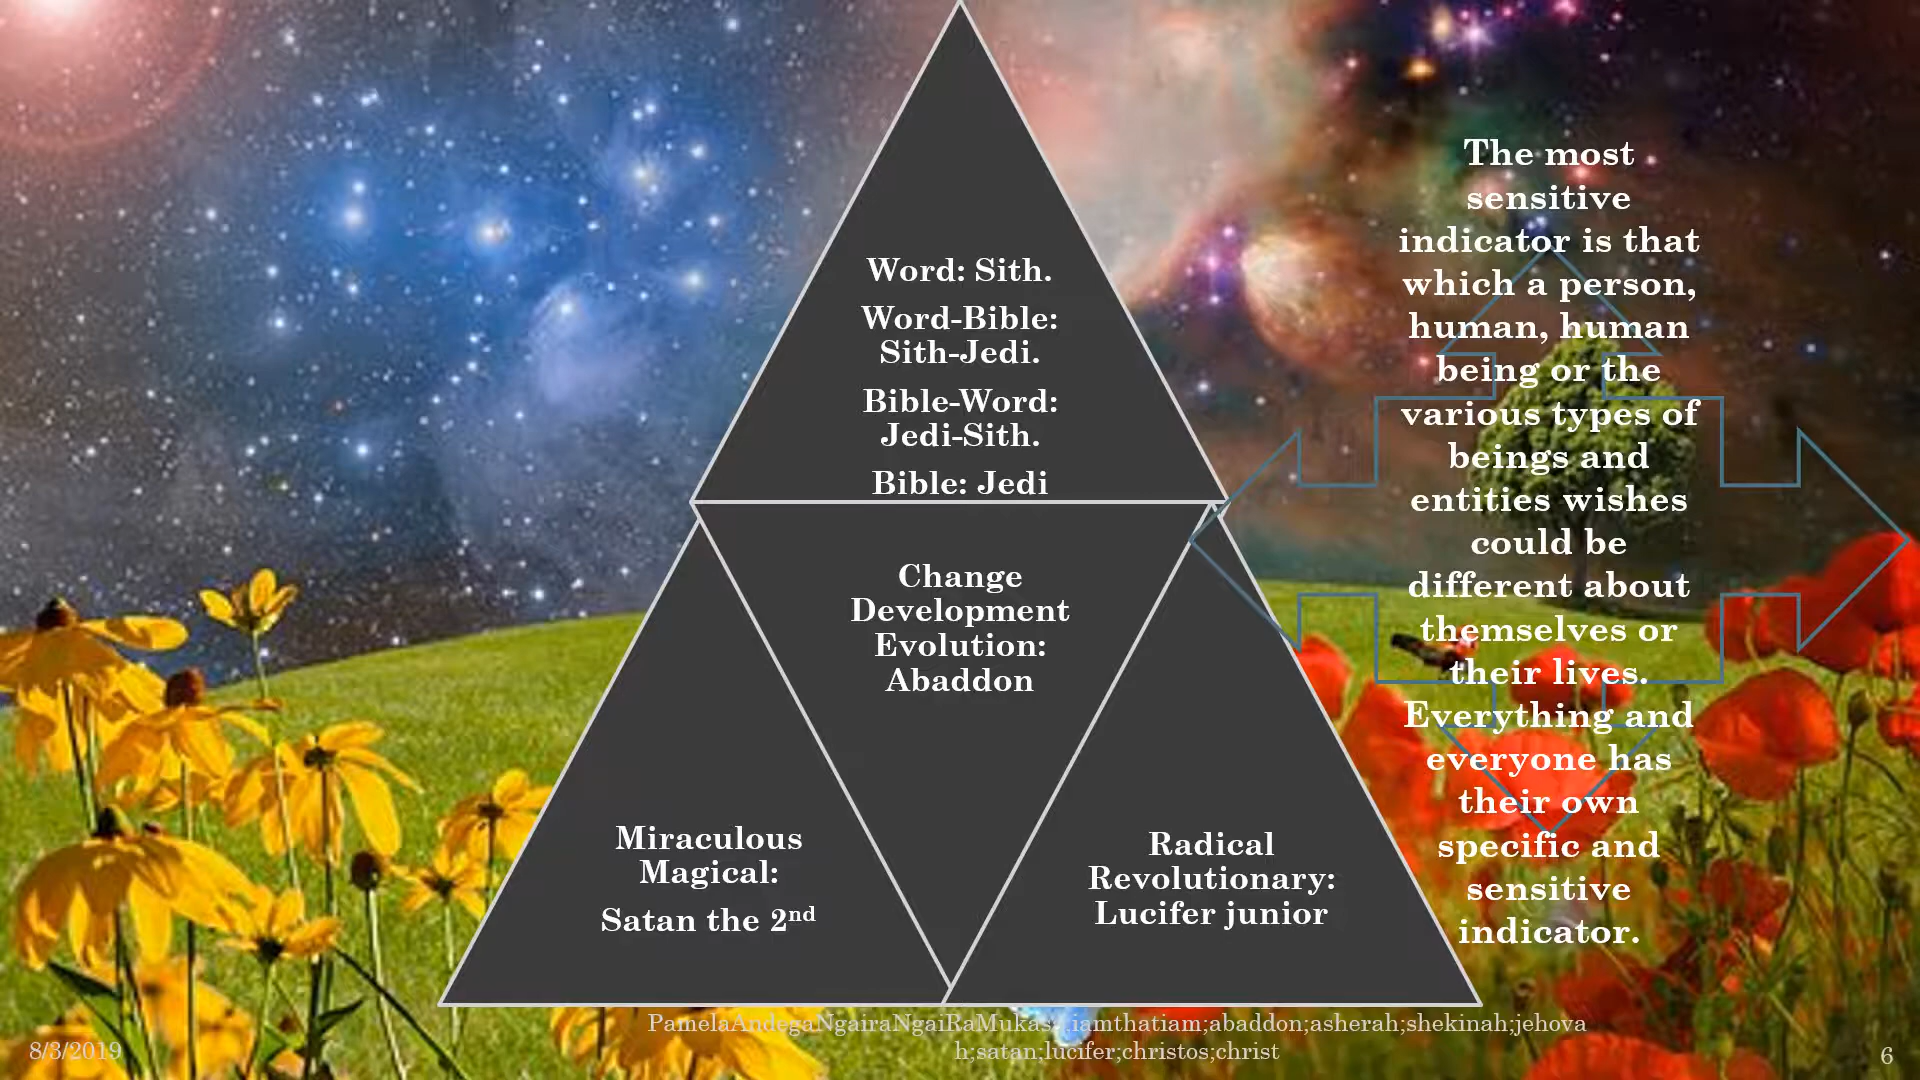 Word: Sith.
Word-Bible:
Sith-Jedi.
Bible-Word:
Jedi-Sith.
Bible: Jedi
Change
Development
Evolution:
Abaddon
Miraculous
Magical:
Satan the 2nd
Radical
Revolutionary:
Lucifer junior
The most
sensitive
indicator is that
which a person,
human, human
being or the
various types of
beings and
entities wishes
could be
different about
themselves or
their lives.
Everything and
everyone has
their own
specific and
sensitive
indicator.
8/3/2019
iamthatiam;abaddon;asherah;shekinah;jehova
h;satan;lucifer;christos;christ
6